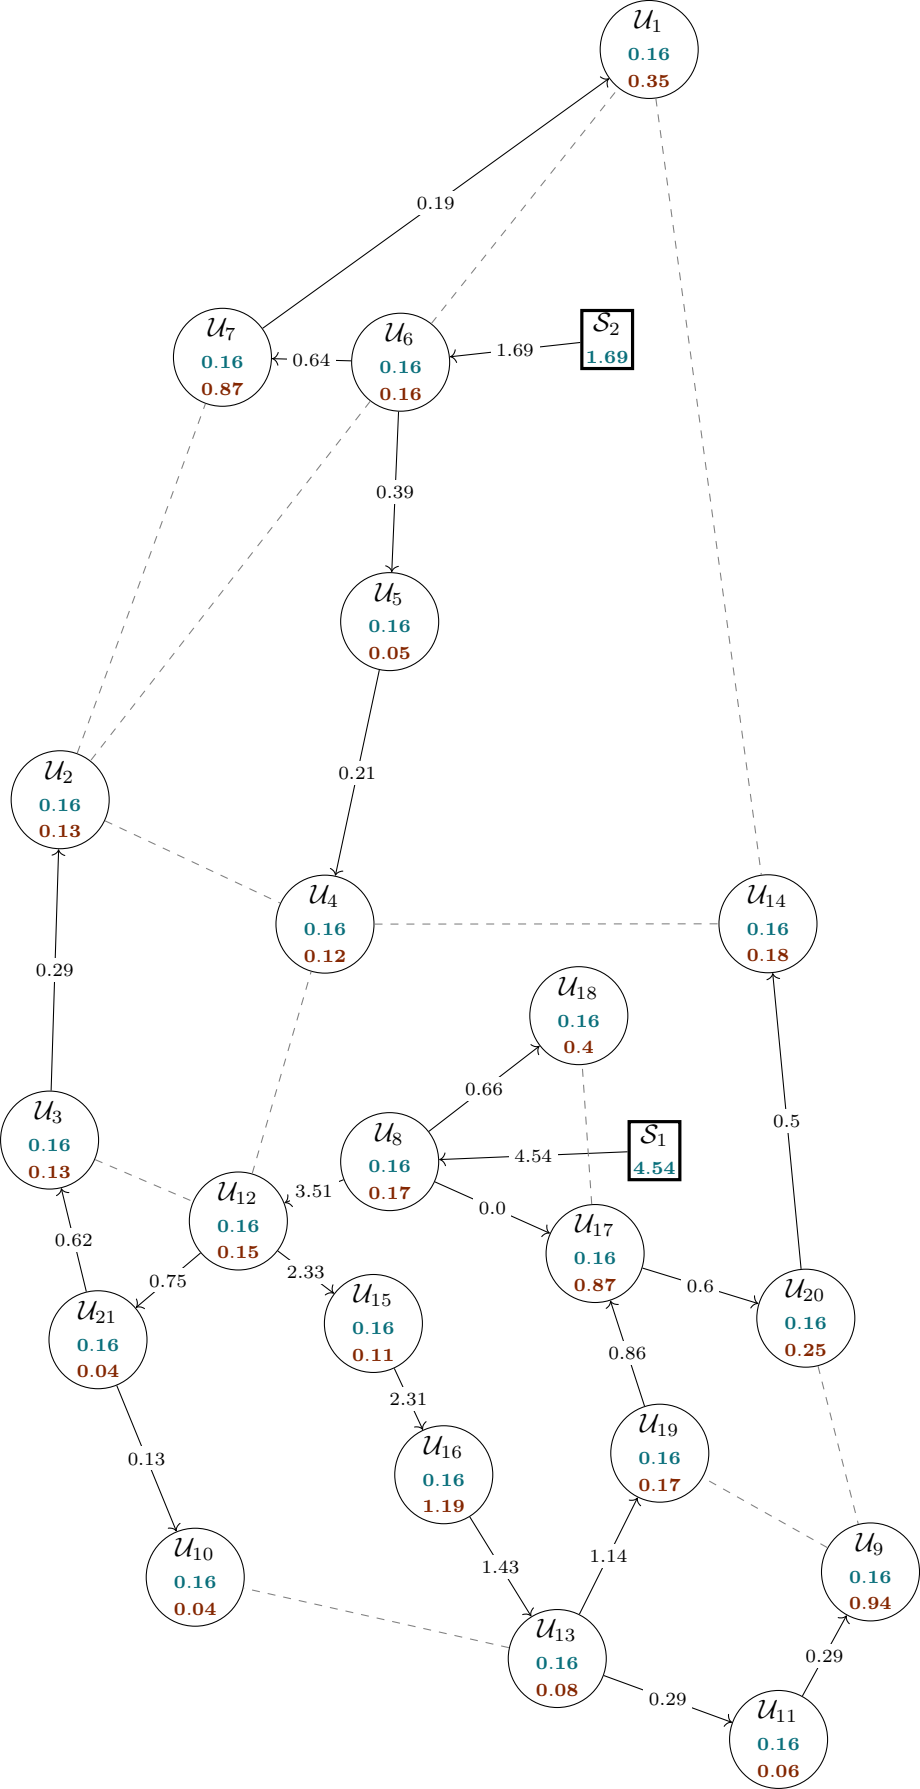 𝒰₁
0.16
0.35
0.19
𝒰₇
0.16
0.87
0.64
𝒰₆
0.16
0.16
1.69
𝒮₂
1.69
0.39
𝒰₅
0.16
0.05
0.21
𝒰₂
0.16
0.13
𝒰₄
0.16
0.12
𝒰₁₄
0.16
0.18
0.29
𝒰₁₈
0.16
0.4
0.66
0.5
𝒰₃
0.16
0.13
𝒰₈
0.16
0.17
4.54
𝒮₁
4.54
𝒰₁₂
0.16
0.15
3.51
0.0
𝒰₁₇
0.16
0.87
0.62
0.75
2.33
0.6
𝒰₂₁
0.16
0.04
𝒰₁₅
0.16
0.11
𝒰₂₀
0.16
0.25
0.86
2.31
0.13
𝒰₁₆
0.16
1.19
𝒰₁₉
0.16
0.17
𝒰₁₀
0.16
0.04
1.43
1.14
𝒰₉
0.16
0.94
𝒰₁₃
0.16
0.08
0.29
0.29
𝒰₁₁
0.16
0.06